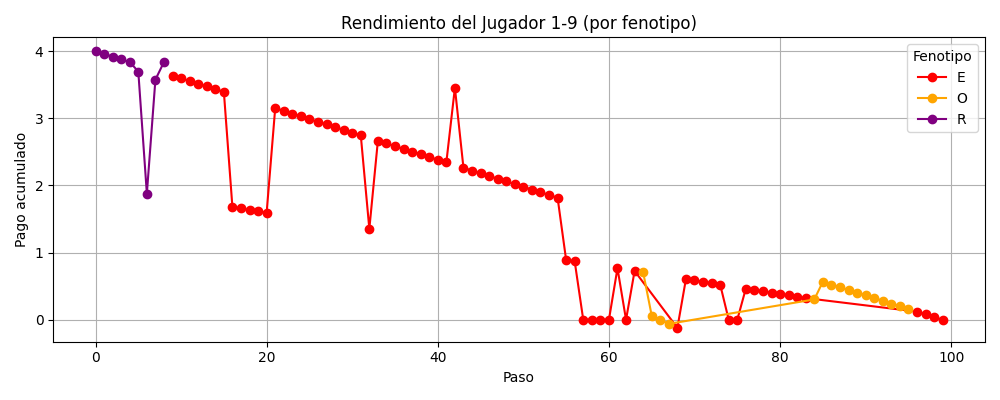 Rendimiento del Jugador 1-9 (por fenotipo)
Fenotipo
E
O
R
Pago acumulado
4
3
2
1
0
0
20
40
60
80
100
Paso